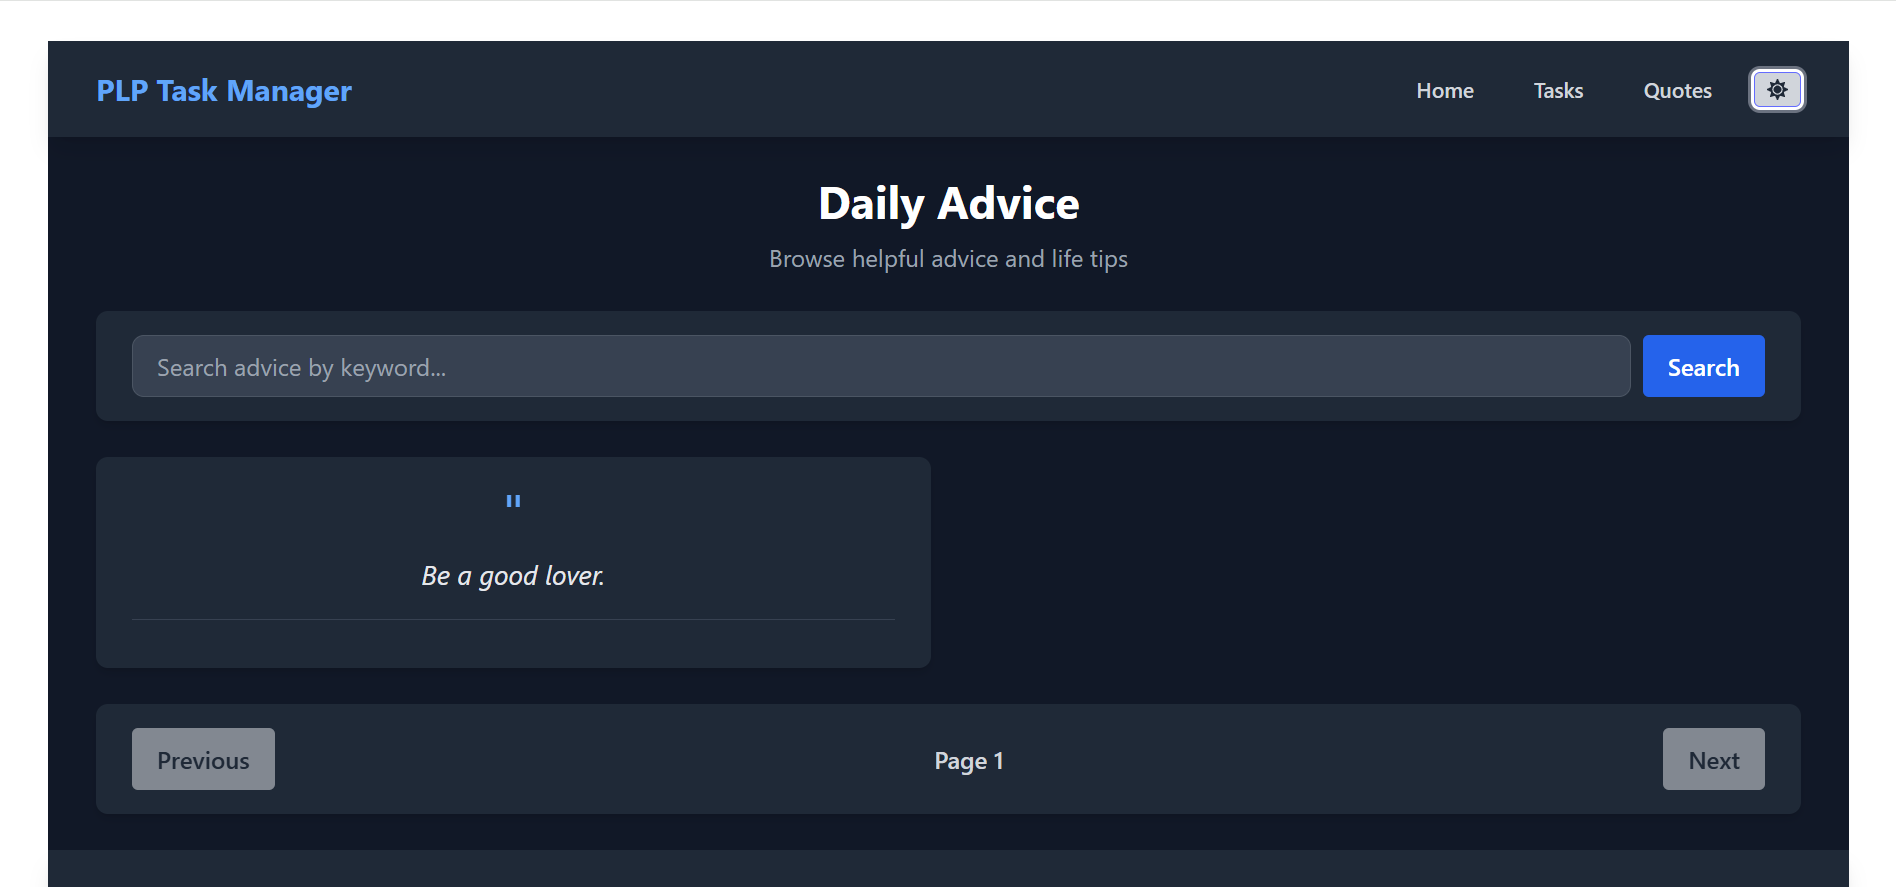 PLP Task Manager
Home Tasks Quotes
Daily Advice
Browse helpful advice and life tips
Search advice by keyword...
Search
"
Be a good lover.
Previous
Page 1
Next